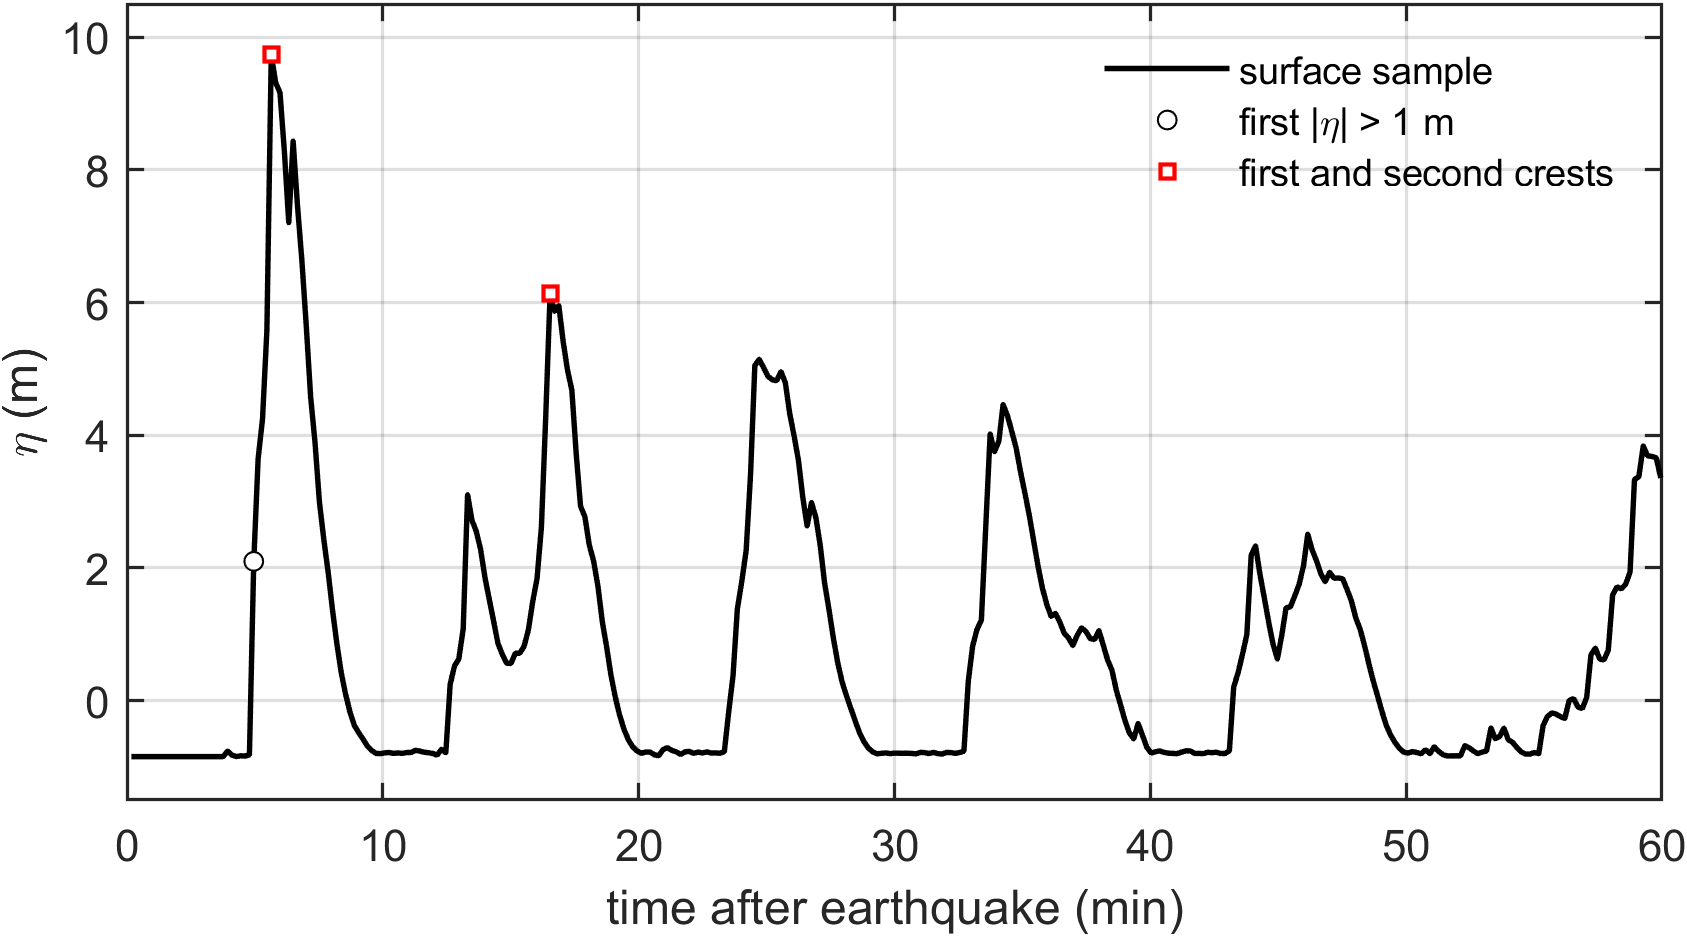 10
8
6
4
2
0
η (m)
surface sample
first |η| > 1 m
first and second crests
0 10 20 30 40 50 60
time after earthquake (min)